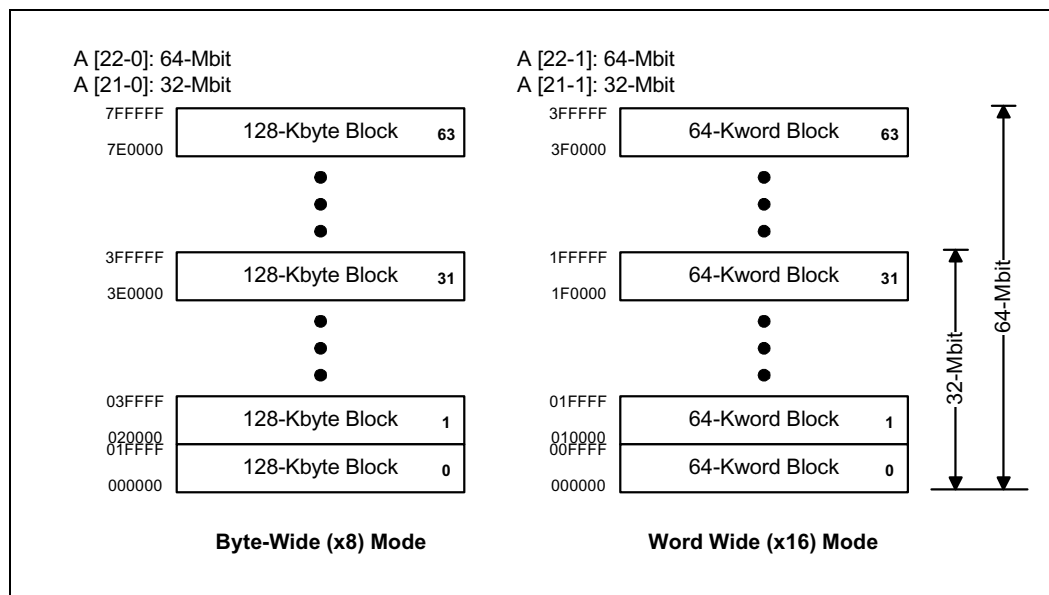 A [22-0]: 64-Mbit
A [21-0]: 32-Mbit
7FFFFF
128-Kbyte Block 63
7E0000
3FFFFF
128-Kbyte Block 31
3E0000
03FFFF
128-Kbyte Block 1
020000
01FFFF
128-Kbyte Block 0
000000
Byte-Wide (x8) Mode
A [22-1]: 64-Mbit
A [21-1]: 32-Mbit
3FFFFF
64-Kword Block 63
3F0000
1FFFFF
64-Kword Block 31
1F0000
01FFFF
64-Kword Block 1
010000
00FFFF
64-Kword Block 0
000000
Word Wide (x16) Mode
32-Mbit
64-Mbit